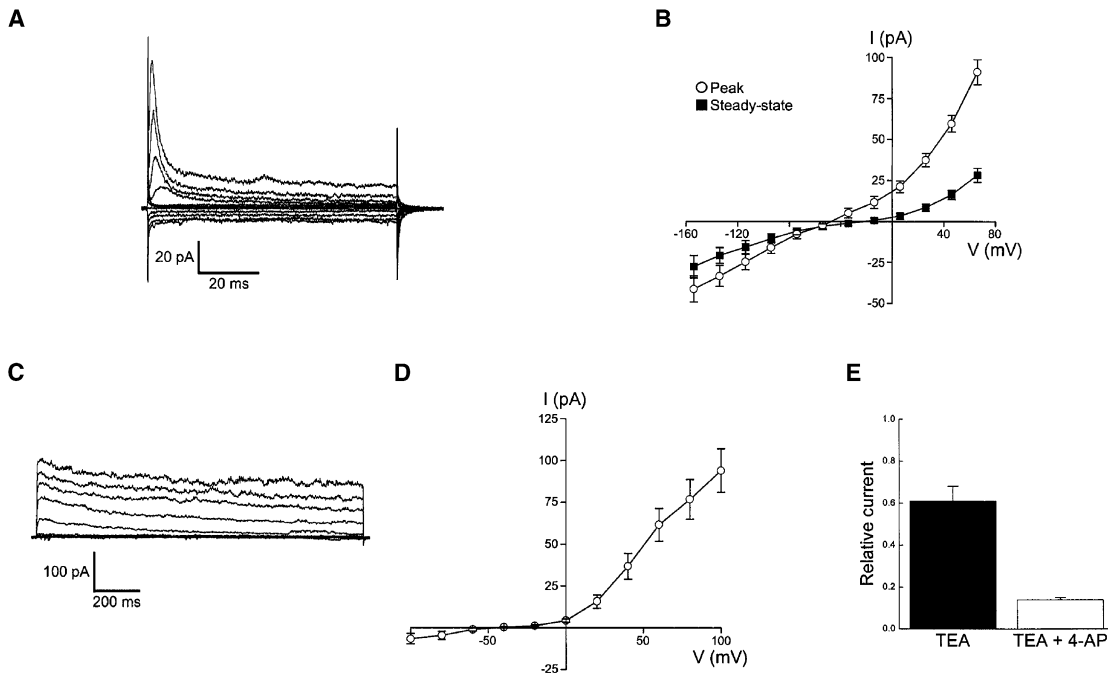 A
20 pA
20 ms
B
I (pA)
Peak
Steady-state
100
75
50
25
-160
-120
40
80
V (mV)
-25
-50
C
100 pA
200 ms
D
I (pA)
125
100
75
50
25
-50
50
100
V (mV)
-25
E
Relative current
1.0
0.8
0.6
0.4
0.2
0.0
TEA
TEA + 4-AP